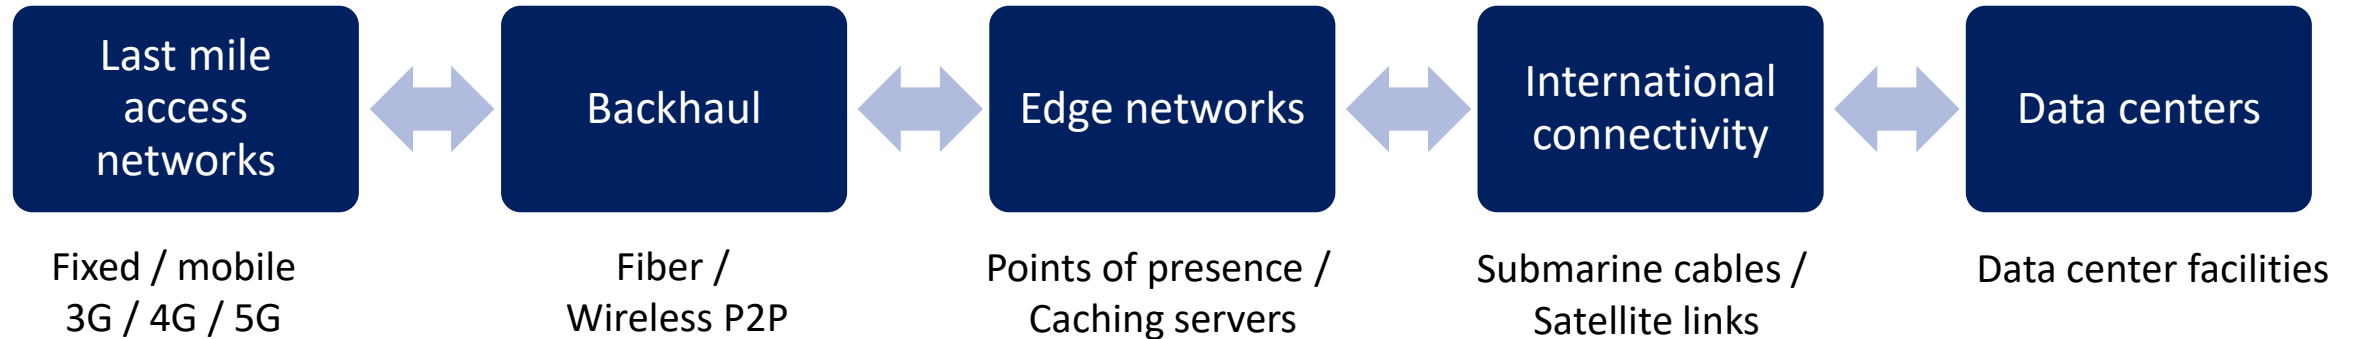 Last mile
access
networks
Backhaul
Edge networks
International
connectivity
Data centers
Fixed / mobile
3G / 4G / 5G
Fiber /
Wireless P2P
Points of presence /
Caching servers
Submarine cables /
Satellite links
Data center facilities